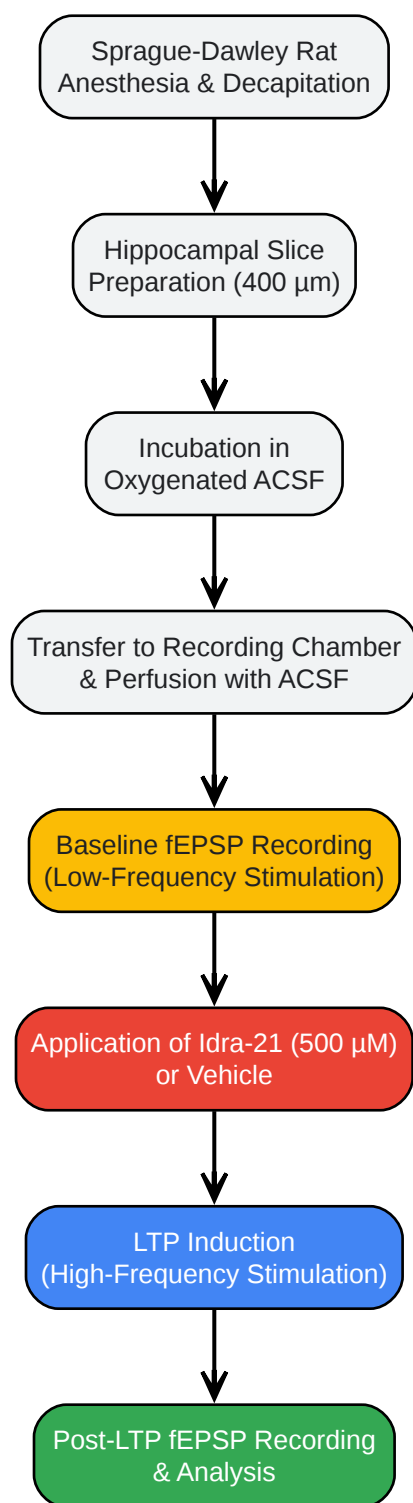 Sprague-Dawley Rat
Anesthesia & Decapitation
Hippocampal Slice
Preparation (400 µm)
Incubation in
Oxygenated ACSF
Transfer to Recording Chamber
& Perfusion with ACSF
Baseline fEPSP Recording
(Low-Frequency Stimulation)
Application of Idra-21 (500 µM)
or Vehicle
LTP Induction
(High-Frequency Stimulation)
Post-LTP fEPSP Recording
& Analysis